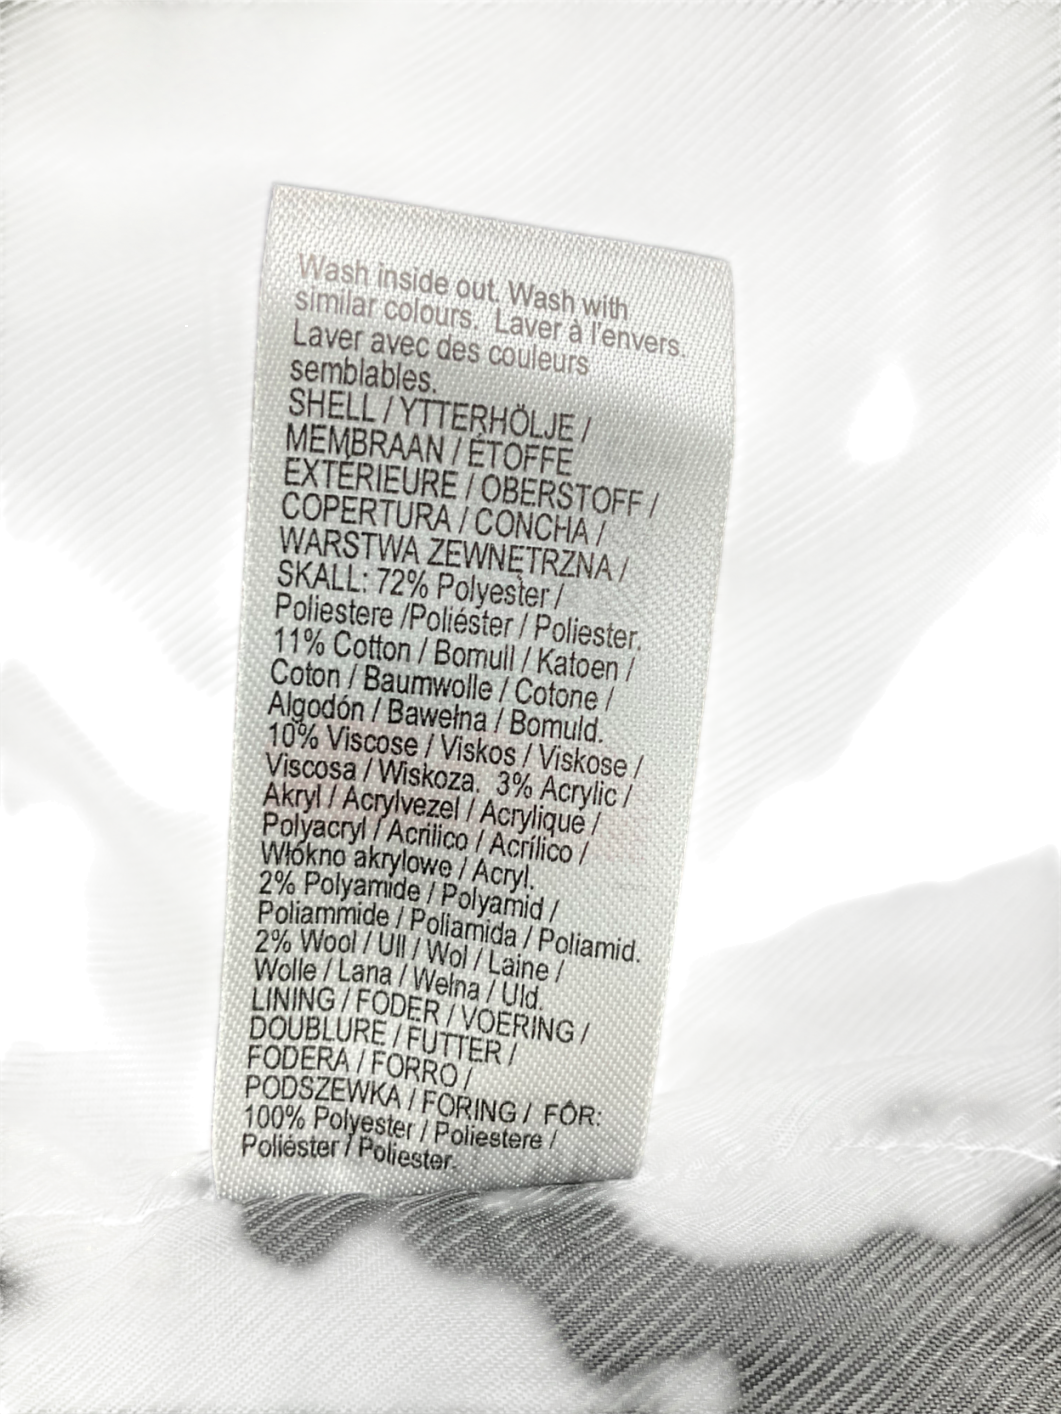 Wash inside out. Wash with
similar colours. Laver à l'envers.
Laver avec des couleurs
semblables.
SHELL / YTTERHÖLJE /
MEMBRAAN / ÉTOFFE
EXTÉRIEURE / OBERSTOFF /
COPERTURA / CONCHA /
WARSTWA ZEWNĘTRZNA /
SKALL: 72% Polyester /
Poliestere /Poliéster / Poliester.
11% Cotton / Bomull / Katoen /
Coton / Baumwolle / Cotone /
Algodón / Bawełna / Bomuld.
10% Viscose / Viskos / Viskose /
Viscosa / Wiskoza. 3% Acrylic /
Akryl / Acrylvezel / Acrylique /
Polyacryl / Acrilico / Acrílico /
Włókno akrylowe / Acryl.
2% Polyamide / Polyamid /
Poliammide / Poliamida / Poliamid.
2% Wool / Ull / Wol / Laine /
Wolle / Lana / Wełna / Uld.
LINING / FODER / VOERING /
DOUBLURE / FUTTER /
FODERA / FORRO /
PODSZEWKA / FORING / FÔR:
100% Polyester / Poliestere /
Poliéster / Poliester.